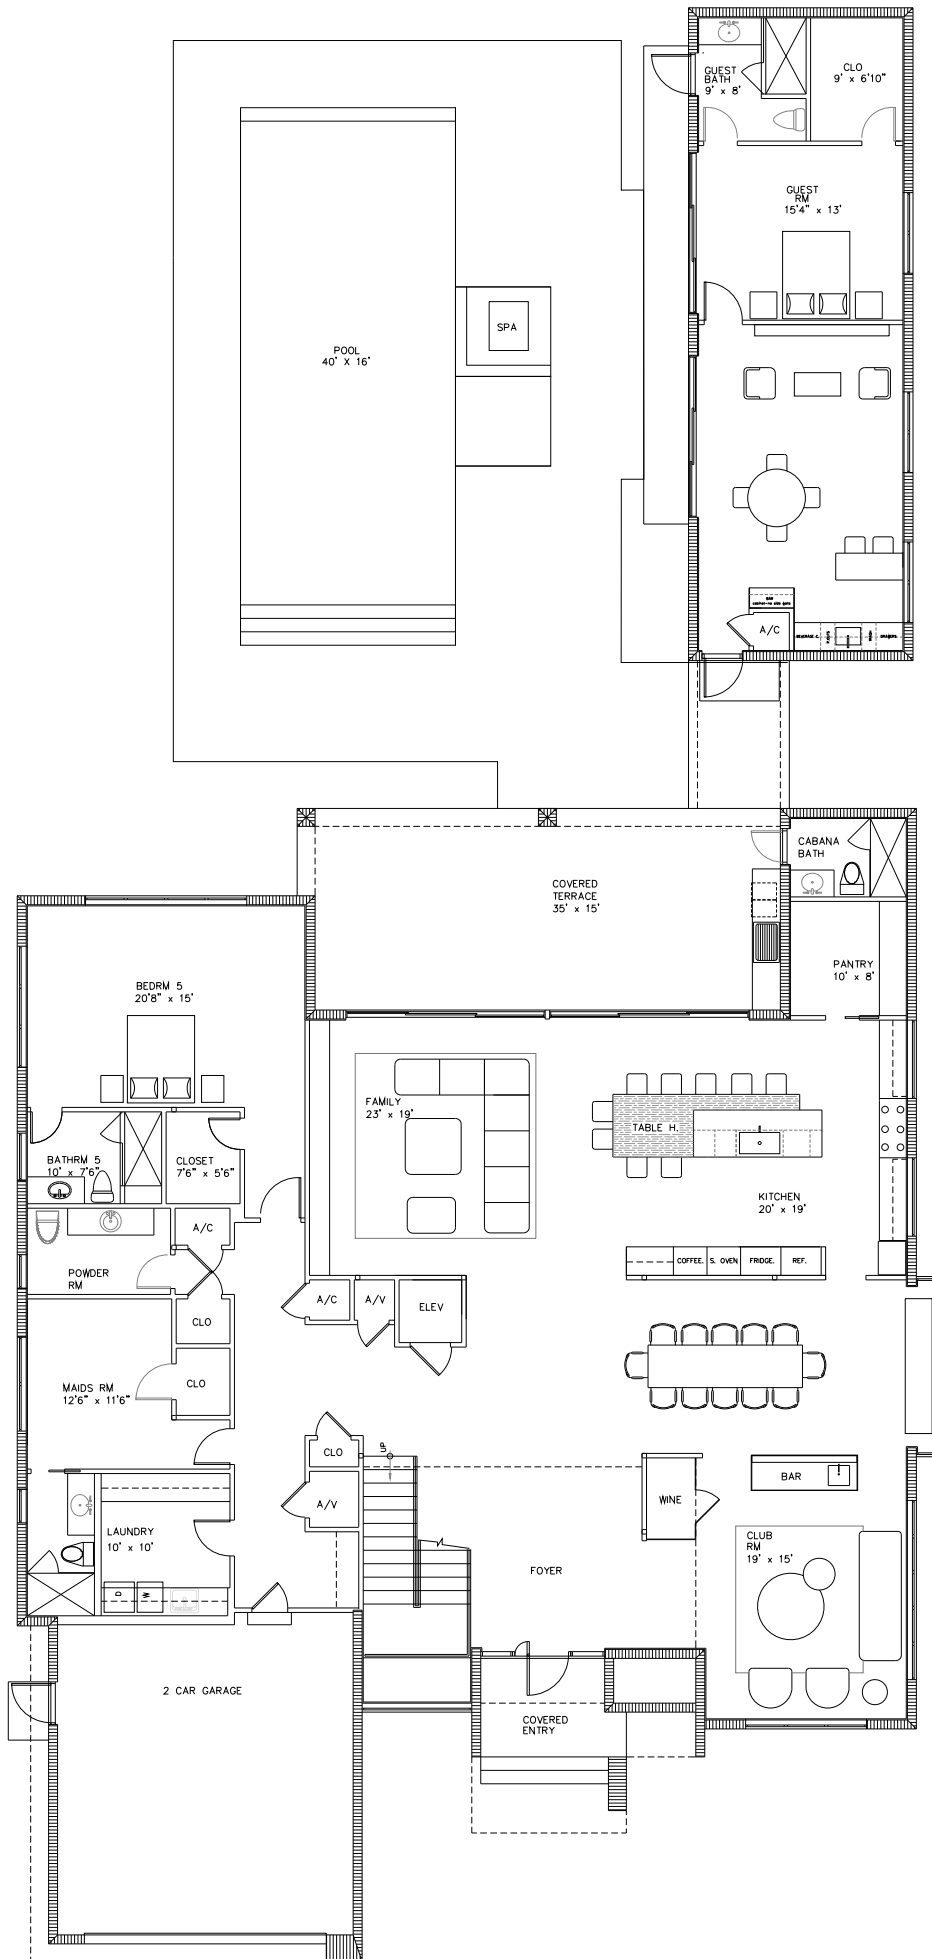 GUEST
BATH
9' x 8'
CLO
9' x 6'10"
GUEST
RM
15'4" x 13'
SPA
POOL
40' X 16'
BAR
A/C
BEVERAGE C.
DRAWERS
CABANA
BATH
COVERED
TERRACE
35' x 15'
PANTRY
10' x 8'
BEDRM 5
20'8" x 15'
FAMILY
23' x 19'
TABLE H.
BATHRM 5
10' x 7'6"
CLOSET
7'6" x 5'6"
KITCHEN
20' x 19'
A/C
COFFEE.
S. OVEN
FRIDGE.
REF.
POWDER
RM
A/C
A/V
ELEV
CLO
CLO
MAIDS RM
12'6" x 11'6"
UP
CLO
BAR
WINE
A/V
LAUNDRY
10' x 10'
CLUB
RM
19' x 15'
FOYER
D
W
2 CAR GARAGE
COVERED
ENTRY